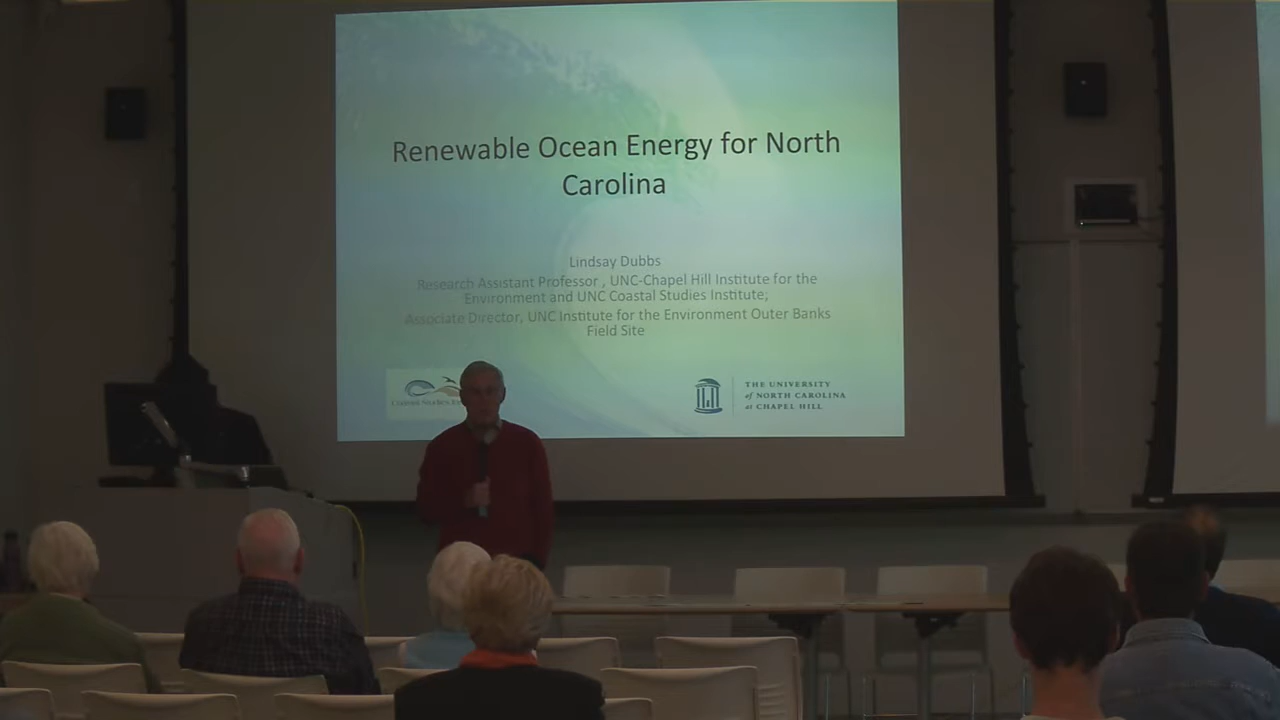 Renewable Ocean Energy for North
Carolina
Lindsay Dubbs
Research Assistant Professor , UNC-Chapel Hill Institute for the
Environment and UNC Coastal Studies Institute;
Associate Director, UNC Institute for the Environment Outer Banks
Field Site
Coastal Studies
THE UNIVERSITY
of NORTH CAROLINA
at CHAPEL HILL